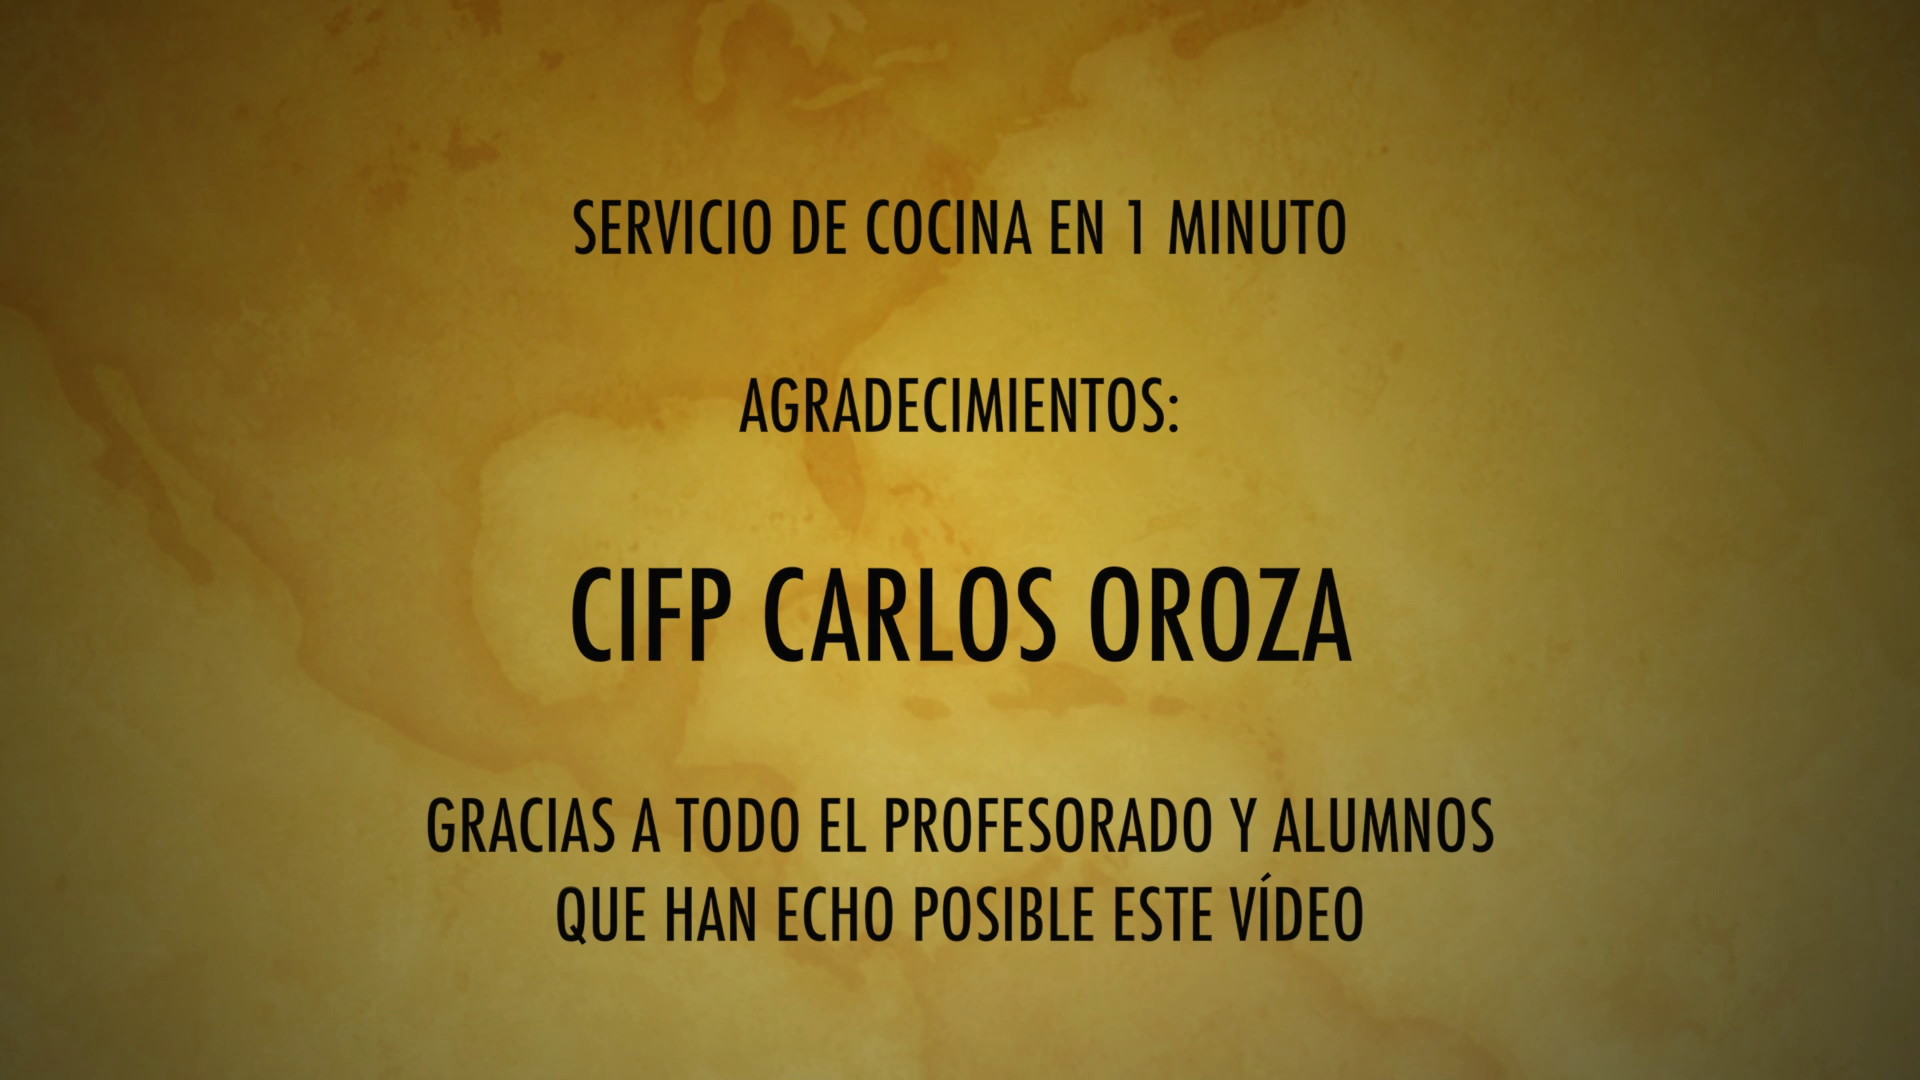 SERVICIO DE COCINA EN 1 MINUTO
AGRADECIMIENTOS:
CIFP CARLOS OROZA
GRACIAS A TODO EL PROFESORADO Y ALUMNOS
QUE HAN ECHO POSIBLE ESTE VÍDEO